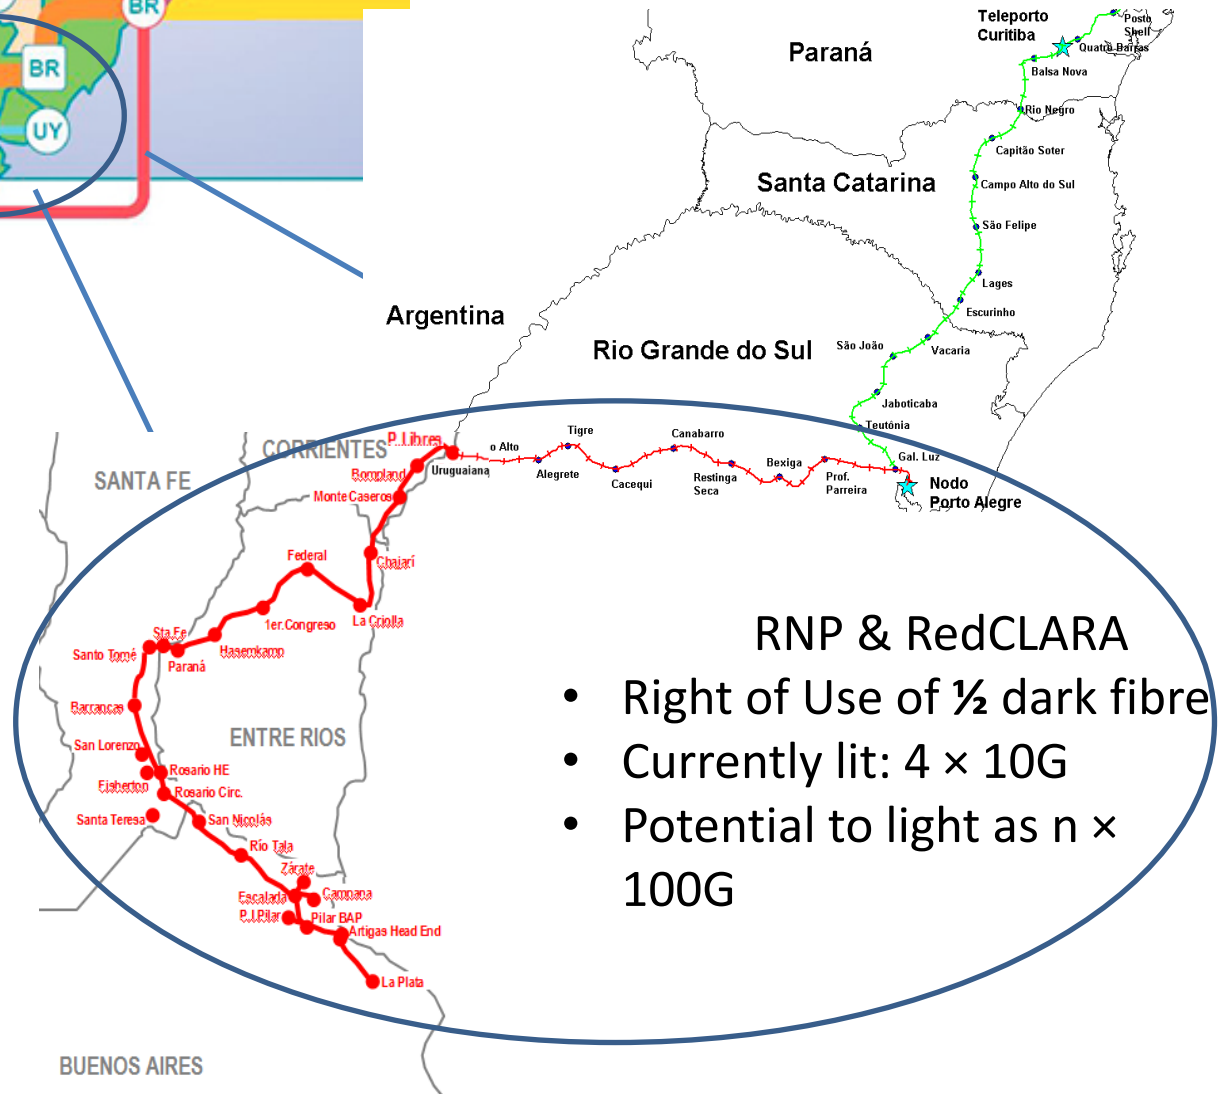 BR
BR
UY
Teleporto
Curitiba
Posto
Shell
Quatro Barras
Balsa Nova
Paraná
Rio Negro
Capitão Soter
Santa Catarina
Campo Alto do Sul
São Felipe
Lages
Escurinho
Argentina
Rio Grande do Sul
São João
Vacaria
Jaboticaba
Teutónia
Gal. Luz
Nodo
Porto Alegre
Prof.
Parreira
Bexiga
Restinga
Seca
Canabarro
Cacequi
Tigre
Alegrete
o Alto
Uruguaiana
CORRIENTES
P. Libres
SANTA FE
Bompland
Monte Caseros
Chajarí
Federal
La Criolla
1er.Congreso
Hasemkamp
Sta.Fe
Paraná
Santo Tomé
Barrancas
ENTRE RIOS
San Lorenzo
Rosario HE
Fisherton
Rosario Circ.
Santa Teresa
San Nicolás
Río Tala
Zárate
Escalada
Campana
P.I.Pilar
Pilar BAP
Artigas Head End
La Plata
BUENOS AIRES
RNP & RedCLARA
• Right of Use of ½ dark fibre
• Currently lit: 4 × 10G
• Potential to light as n ×
100G